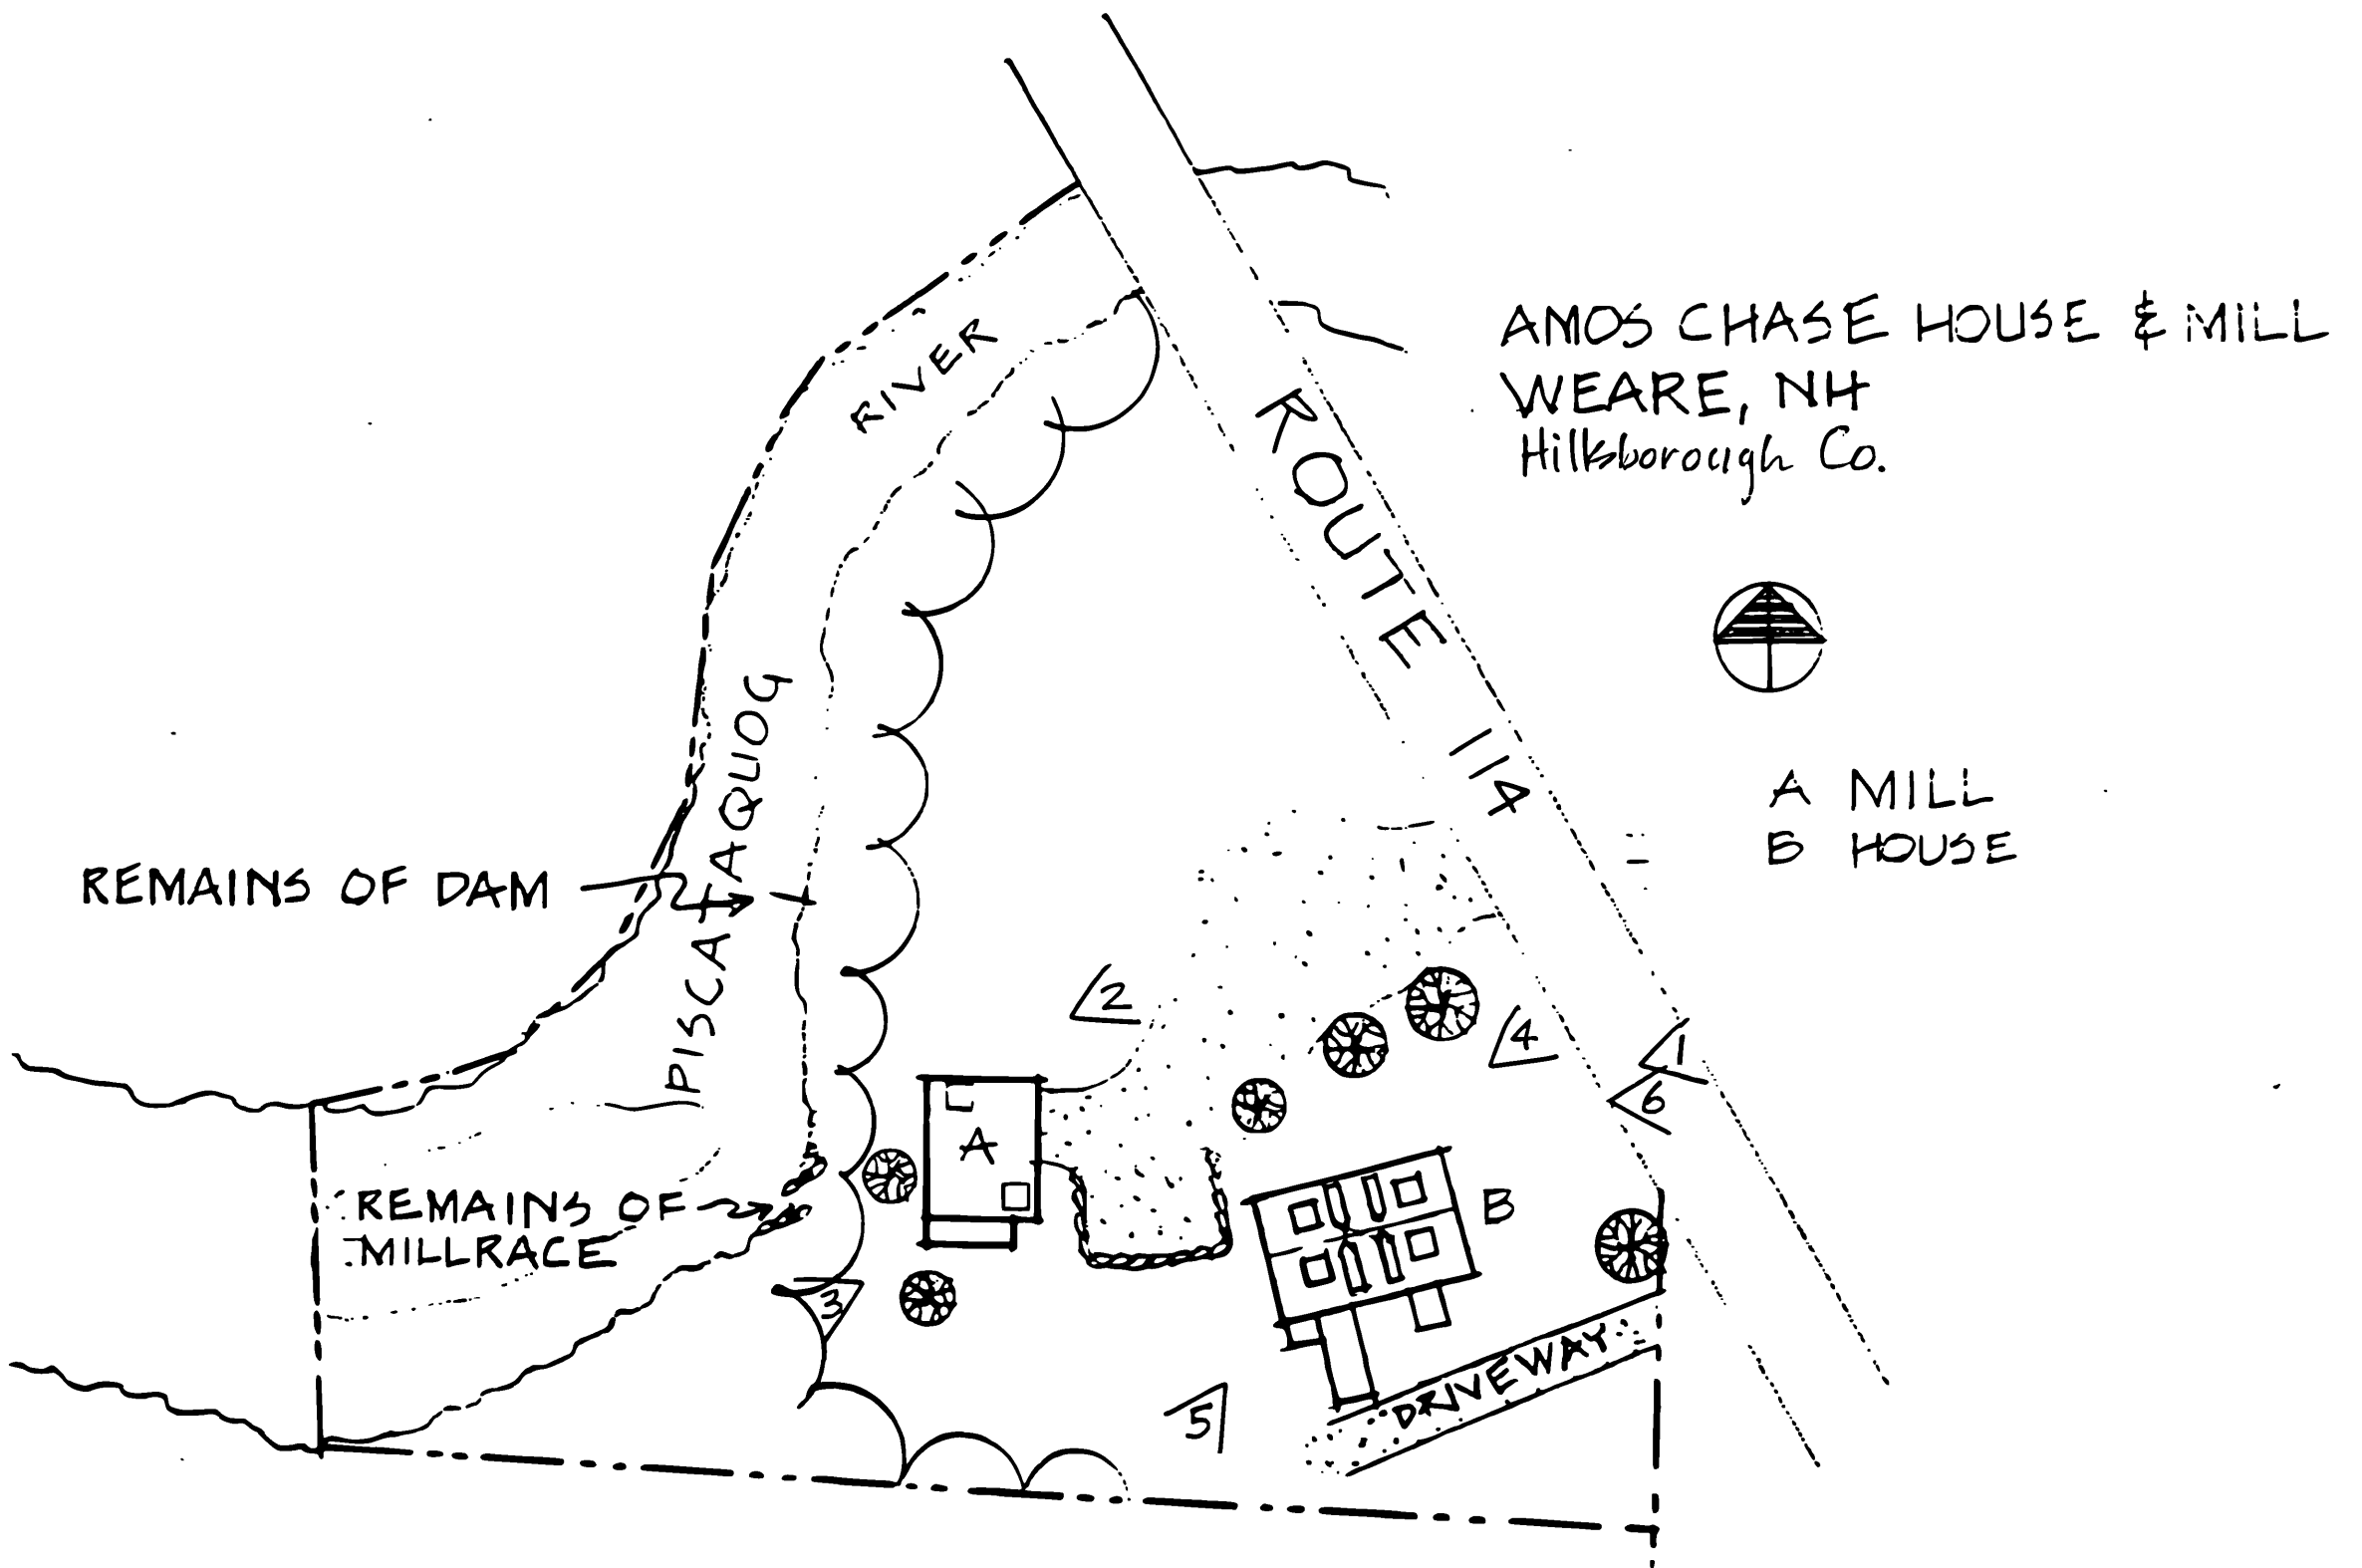 AMOS CHASE HOUSE & MILL
WEARE, NH
Hillsborough Co.
RIVER
ROUTE 114
PISCATAQUOG
A MILL
B HOUSE
REMAINS OF DAM
2
4
1
6
A
REMAINS OF
MILLRACE
B
3
DRIVEWAY
5